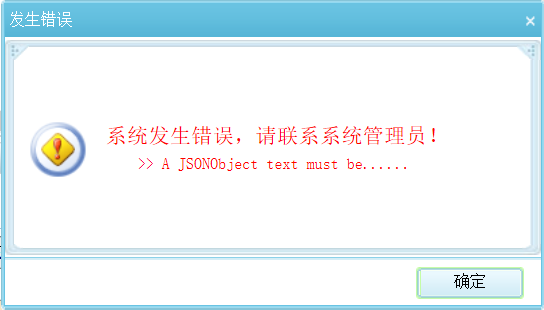 发生错误
系统发生错误，请联系系统管理员！
>> A JSONObject text must be......
确定